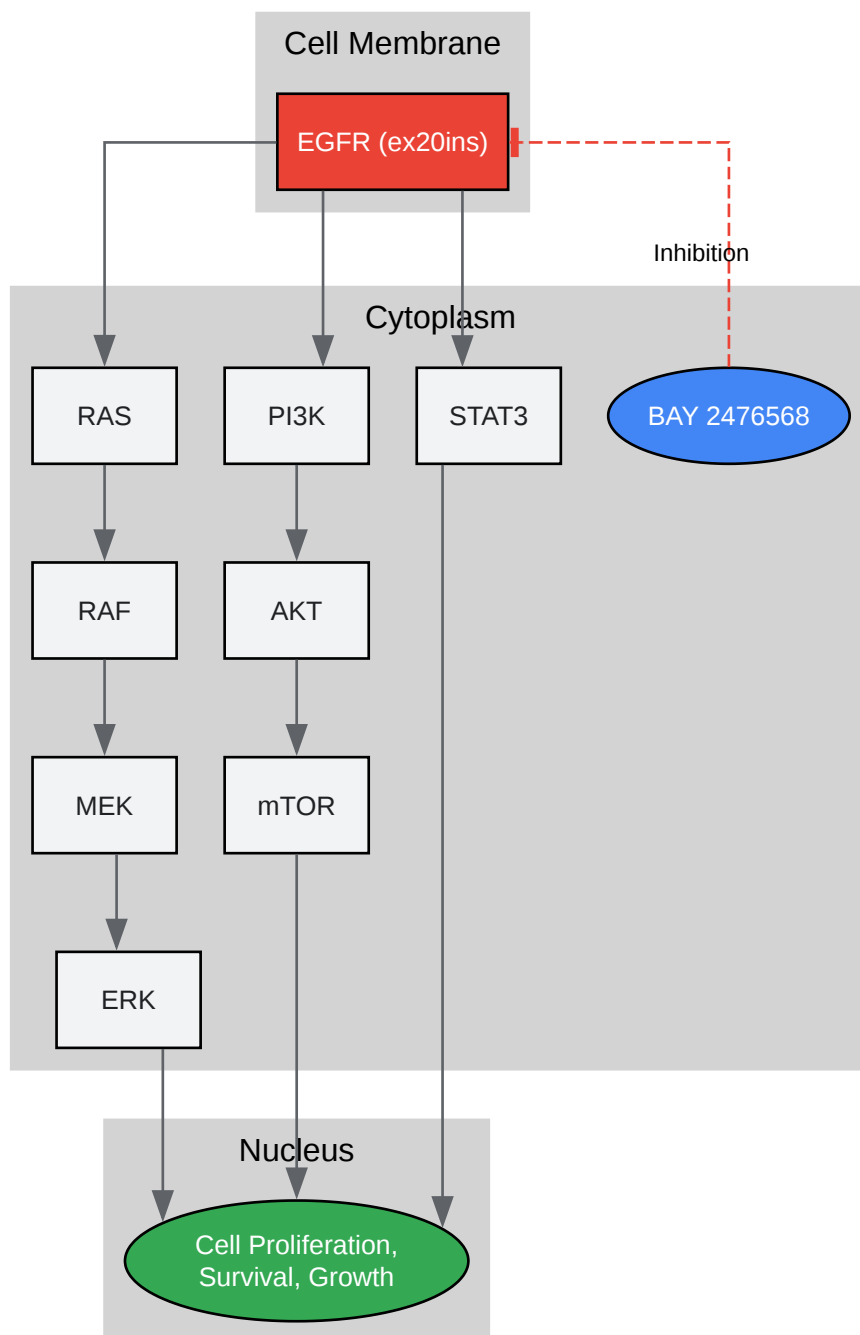 Cell Membrane
EGFR (ex20ins)
Inhibition
Cytoplasm
RAS
PI3K
STAT3
BAY 2476568
RAF
AKT
MEK
mTOR
ERK
Nucleus
Cell Proliferation,
Survival, Growth